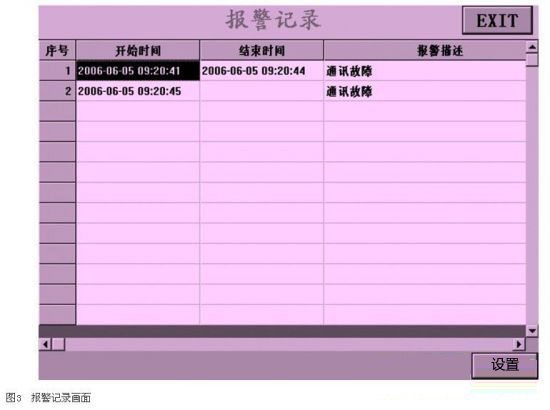 报警记录 EXIT
序号 开始时间 结束时间 报警描述
1 2006-06-05 09:20:41 2006-06-05 09:20:44 通讯故障
2 2006-06-05 09:20:45 通讯故障
设置
图3 报警记录画面